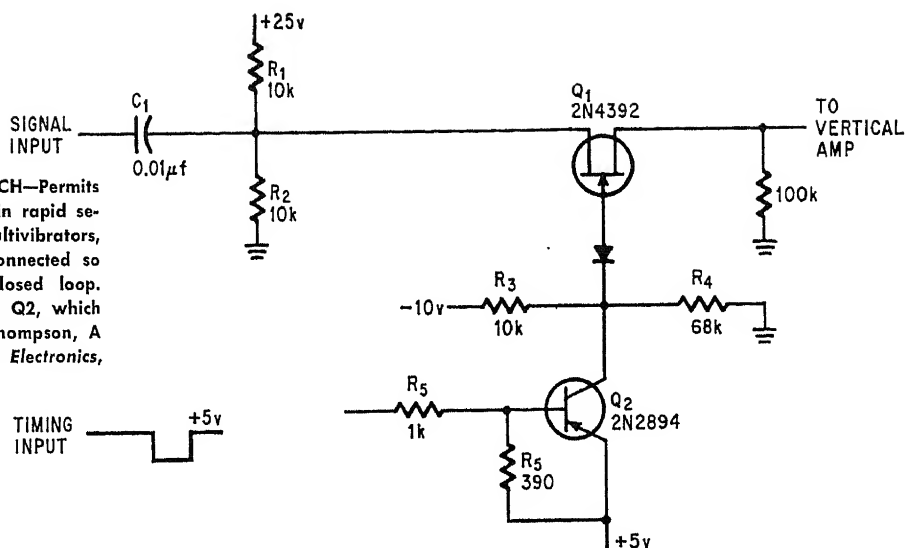 +25v
R1
10k
C1
SIGNAL
INPUT
0.01µf
R2
10k
Q1
2N4392
TO
VERTICAL
AMP
100k
CH—Permits
in rapid se-
ultivibrators,
onnected so
losed loop.
Q2, which
hompson, A
Electronics,
-10v
R3
10k
R4
68k
TIMING
INPUT
+5v
R5
1k
Q2
2N2894
R5
390
+5v